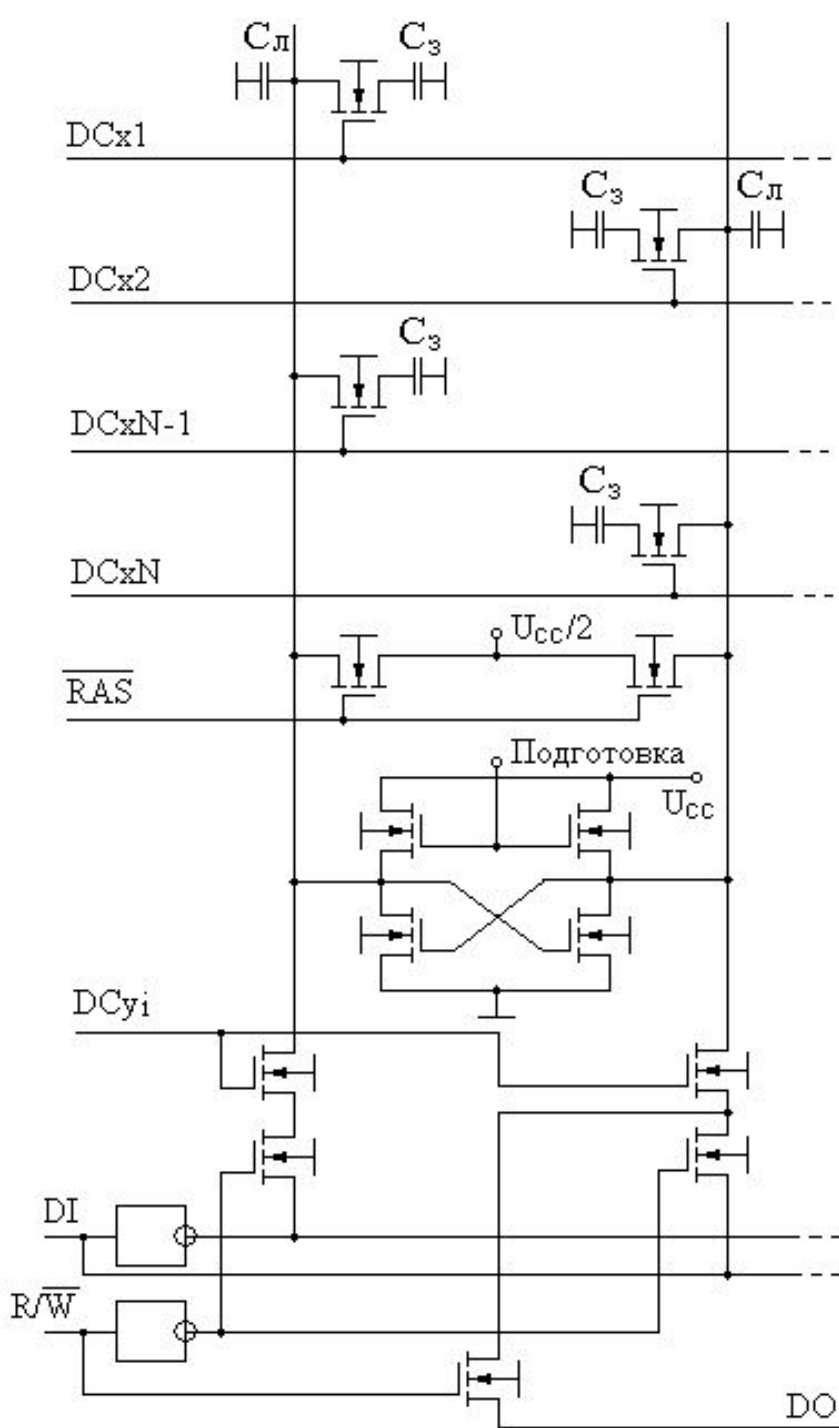 Cл Cз
DCx1
Cз Cл
DCx2
Cз
DCxN-1
Cз
DCxN
Ucc/2
RAS
Подготовка
Ucc
DCyi
DI
R/W
DO